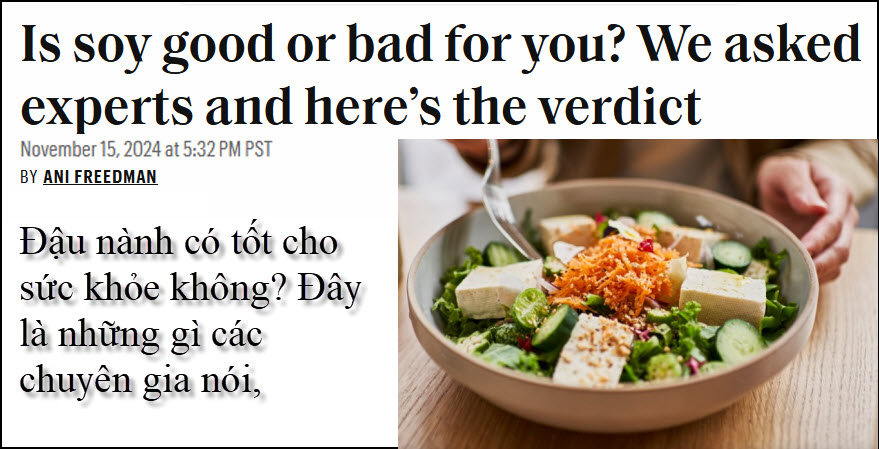 Is soy good or bad for you? We asked
experts and here’s the verdict
November 15, 2024 at 5:32 PM PST
BY ANI FREEDMAN
Đậu nành có tốt cho
sức khỏe không? Đây
là những gì các
chuyên gia nói,